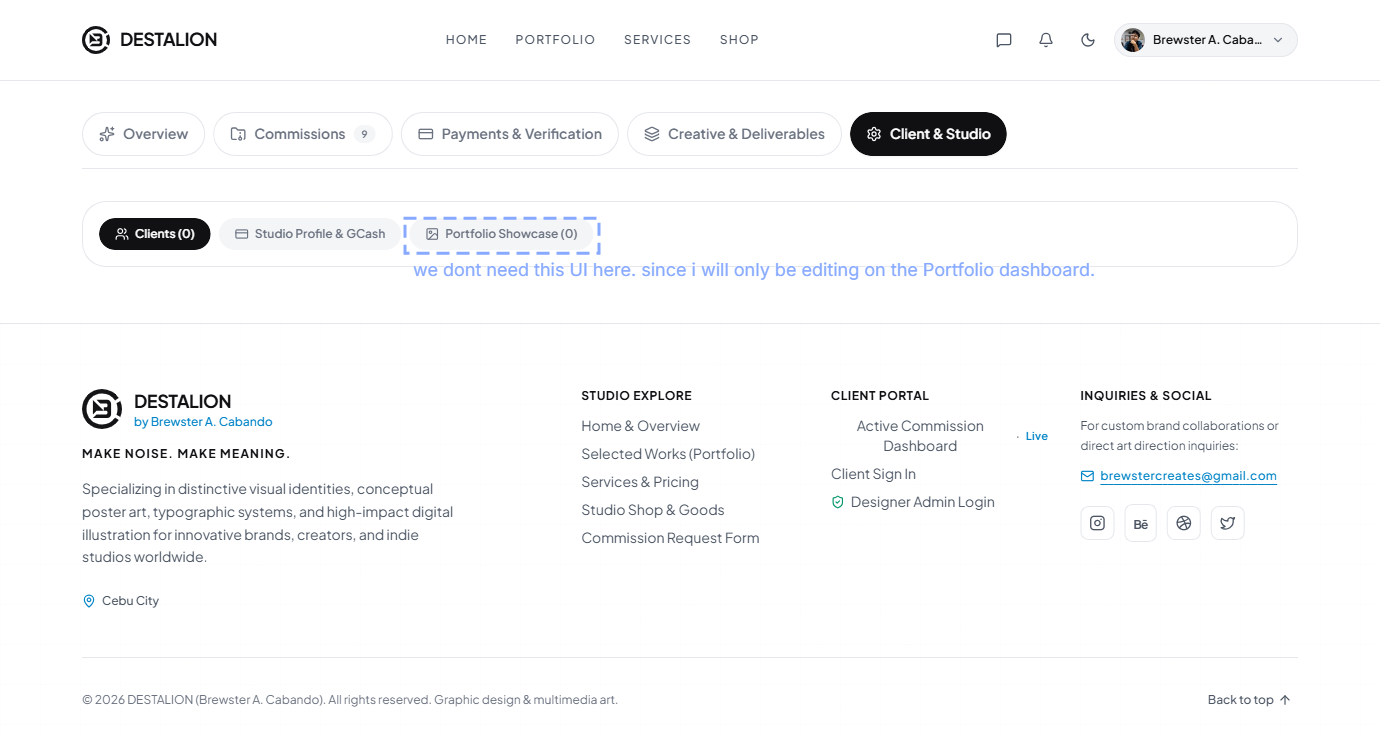 DESTALION
HOME PORTFOLIO SERVICES SHOP
Brewster A. Caba...
Overview
Commissions 9
Payments & Verification
Creative & Deliverables
Client & Studio
Clients (0)
Studio Profile & GCash
Portfolio Showcase (0)
we dont need this UI here. since i will only be editing on the Portfolio dashboard.
DESTALION
by Brewster A. Cabando
MAKE NOISE. MAKE MEANING.
Specializing in distinctive visual identities, conceptual
poster art, typographic systems, and high-impact digital
illustration for innovative brands, creators, and indie
studios worldwide.
Cebu City
STUDIO EXPLORE
Home & Overview
Selected Works (Portfolio)
Services & Pricing
Studio Shop & Goods
Commission Request Form
CLIENT PORTAL
Active Commission
Dashboard
· Live
Client Sign In
Designer Admin Login
INQUIRIES & SOCIAL
For custom brand collaborations or
direct art direction inquiries:
brewstercreates@gmail.com
Bē
© 2026 DESTALION (Brewster A. Cabando). All rights reserved. Graphic design & multimedia art.
Back to top ↑